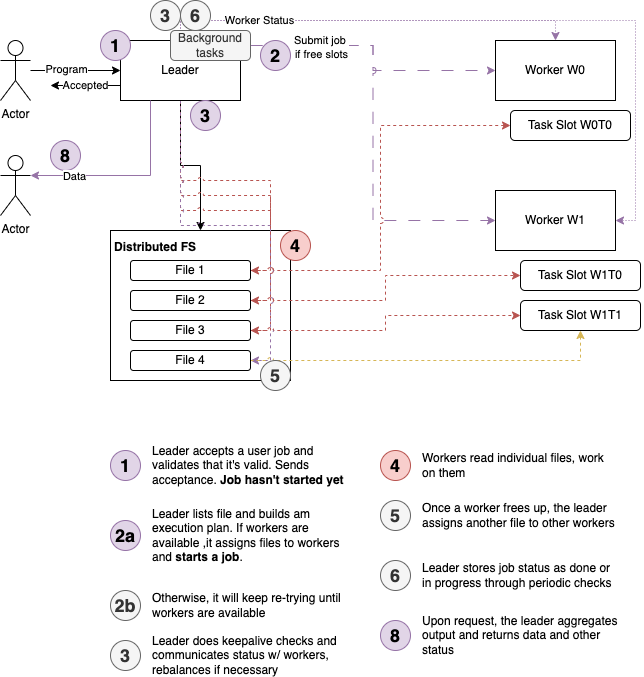 3
6
Worker Status
1
Background
tasks
2
Submit job
if free slots
Program
Leader
Accepted
Actor
3
Worker W0
Task Slot W0T0
8
Data
Actor
Worker W1
Distributed FS
4
File 1
Task Slot W1T0
File 2
Task Slot W1T1
File 3
File 4
5
1
Leader accepts a user job and
validates that it's valid. Sends
acceptance. Job hasn't started yet
2a
Leader lists file and builds am
execution plan. If workers are
available ,it assigns files to workers
and starts a job.
2b
Otherwise, it will keep re-trying until
workers are available
3
Leader does keepalive checks and
communicates status w/ workers,
rebalances if necessary
4
Workers read individual files, work
on them
5
Once a worker frees up, the leader
assigns another file to other workers
6
Leader stores job status as done or
in progress through periodic checks
8
Upon request, the leader aggregates
output and returns data and other
status